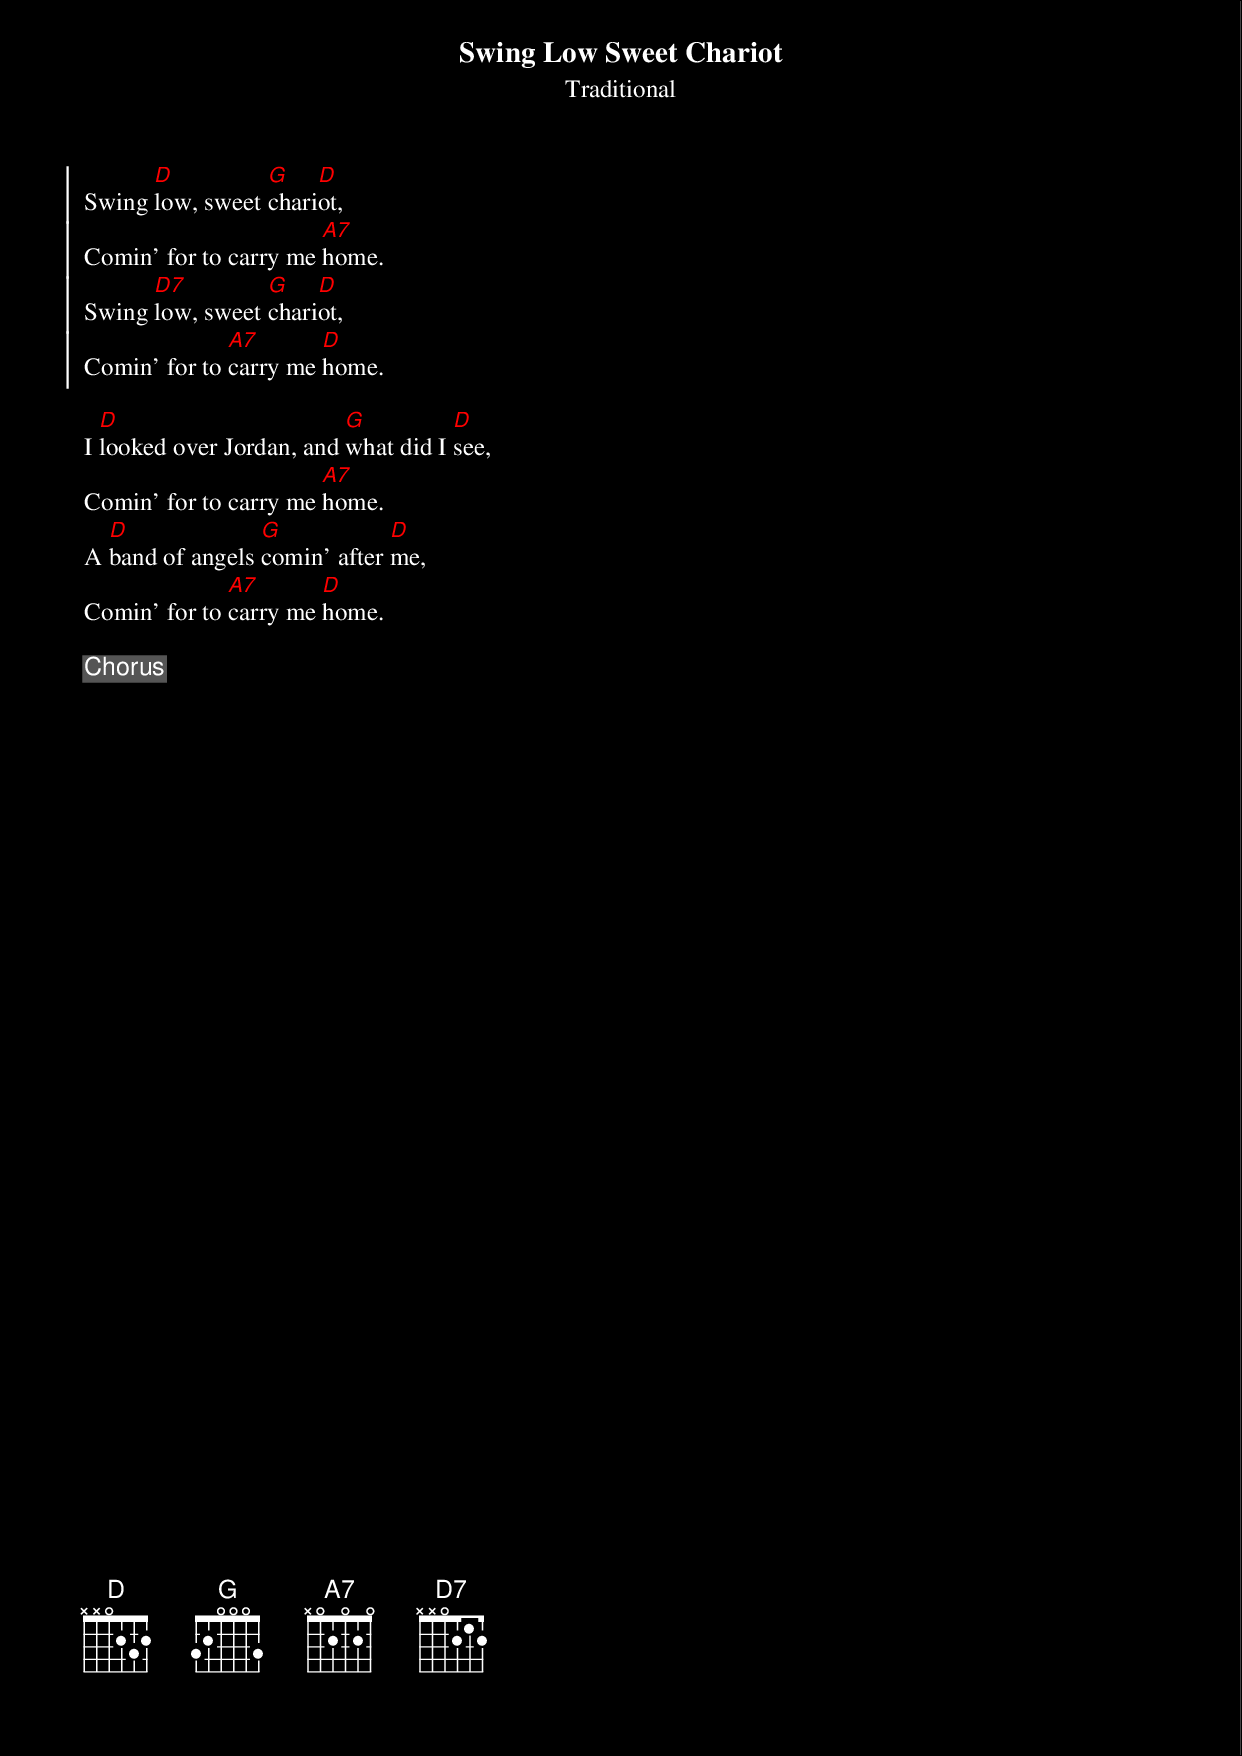 Swing Low Sweet Chariot
Traditional
D G D
Swing low, sweet chariot,
A7
Comin’ for to carry me home.
D7 G D
Swing low, sweet chariot,
A7 D
Comin’ for to carry me home.
D G D
I looked over Jordan, and what did I see,
A7
Comin’ for to carry me home.
D G D
A band of angels comin’ after me,
A7 D
Comin’ for to carry me home.
Chorus
D G A7 D7